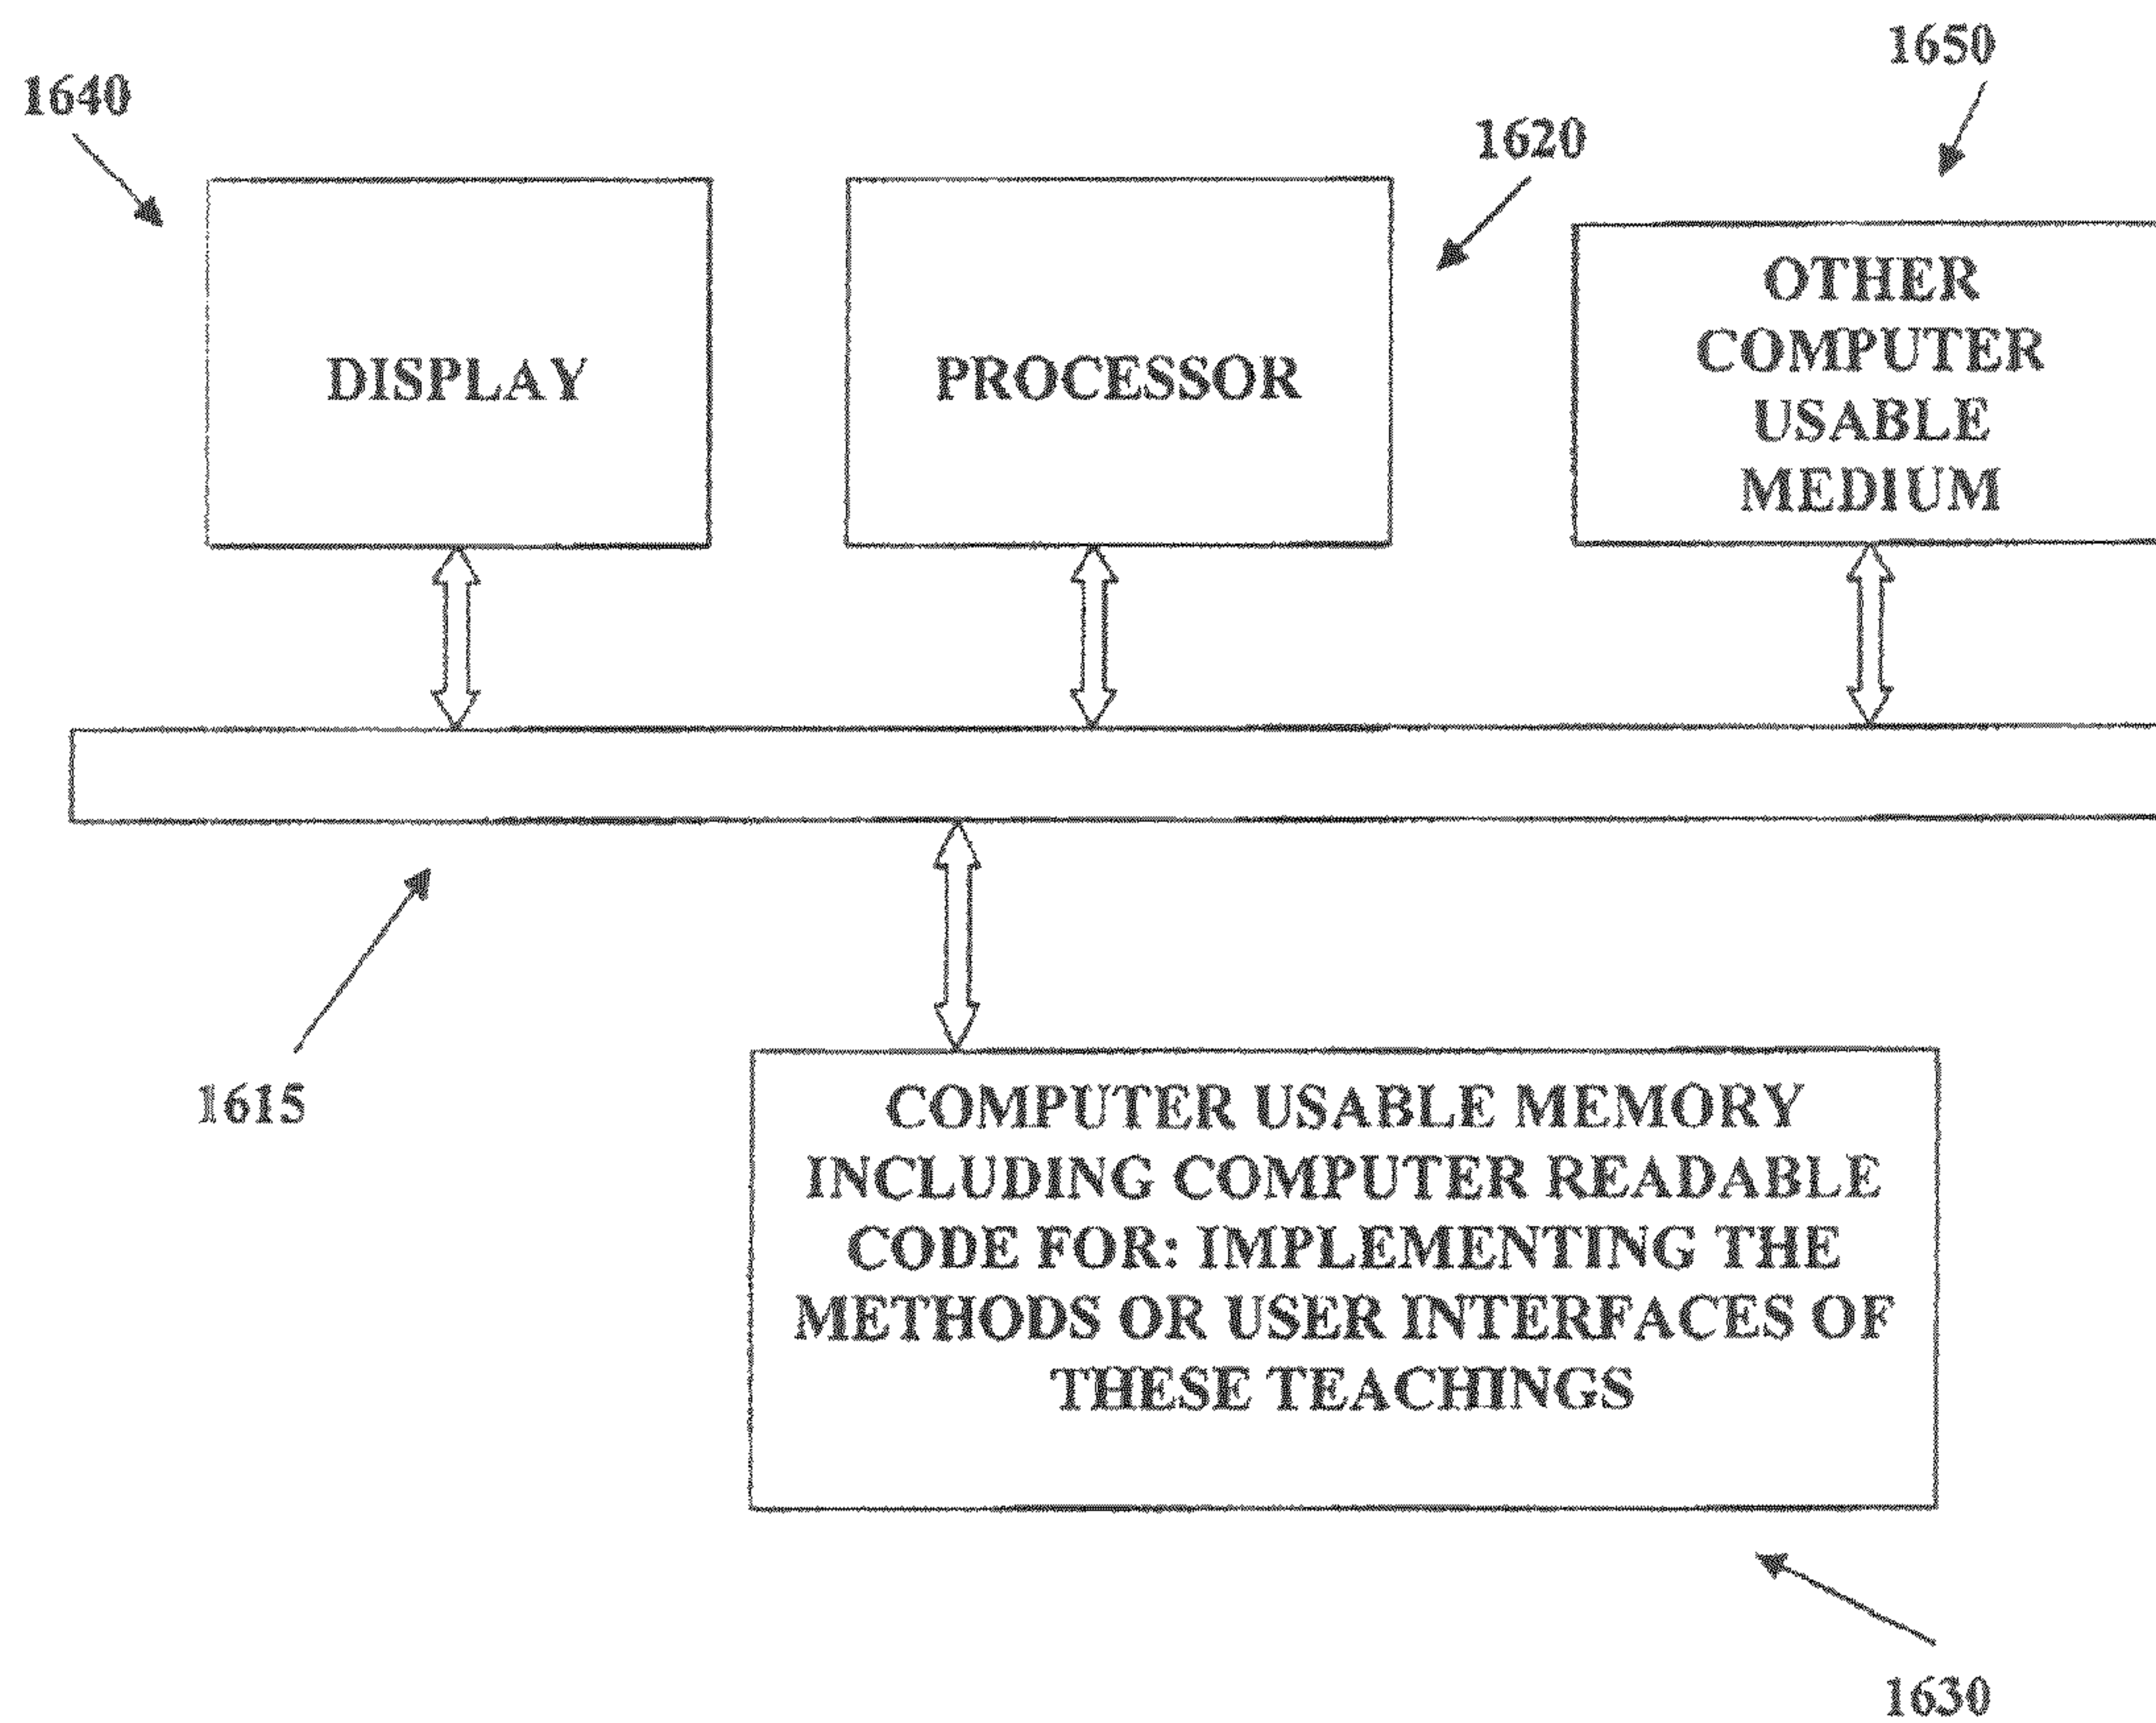 1650
1640
1620
DISPLAY
PROCESSOR
OTHER
COMPUTER
USABLE
MEDIUM
1615
COMPUTER USABLE MEMORY
INCLUDING COMPUTER READABLE
CODE FOR: IMPLEMENTING THE
METHODS OR USER INTERFACES OF
THESE TEACHINGS
1630